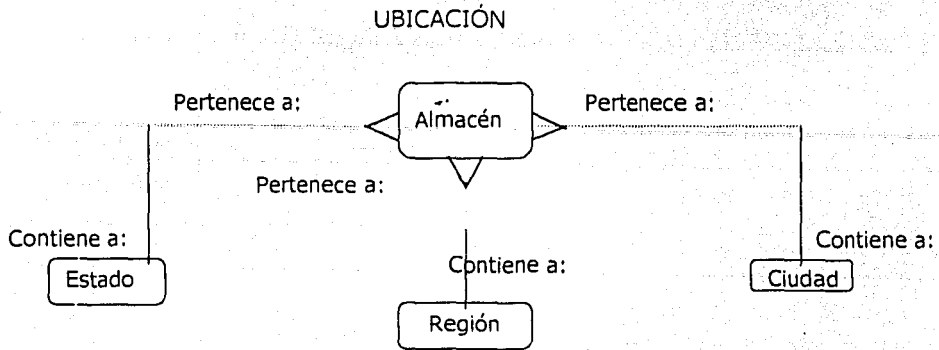 UBICACIÓN
Pertenece a:
Almacén
Pertenece a:
Pertenece a:
Contiene a:
Contiene a:
Contiene a:
Estado
Ciudad
Región